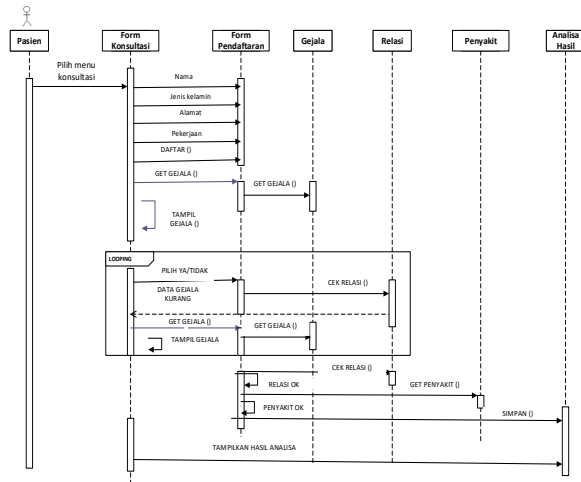 Pasien
Form
Konsultasi
Form
Pendaftaran
Gejala
Relasi
Penyakit
Analisa
Hasil
Pilih menu
konsultasi
Nama
Jenis kelamin
Alamat
Pekerjaan
DAFTAR ()
GET GEJALA ()
GET GEJALA ()
TAMPIL
GEJALA ()
LOOPING
PILIH YA/TIDAK
CEK RELASI ()
DATA GEJALA
KURANG
GET GEJALA ()
GET GEJALA ()
TAMPIL GEJALA
CEK RELASI ()
RELASI OK
GET PENYAKIT ()
PENYAKIT OK
SIMPAN ()
TAMPILKAN HASIL ANALISA